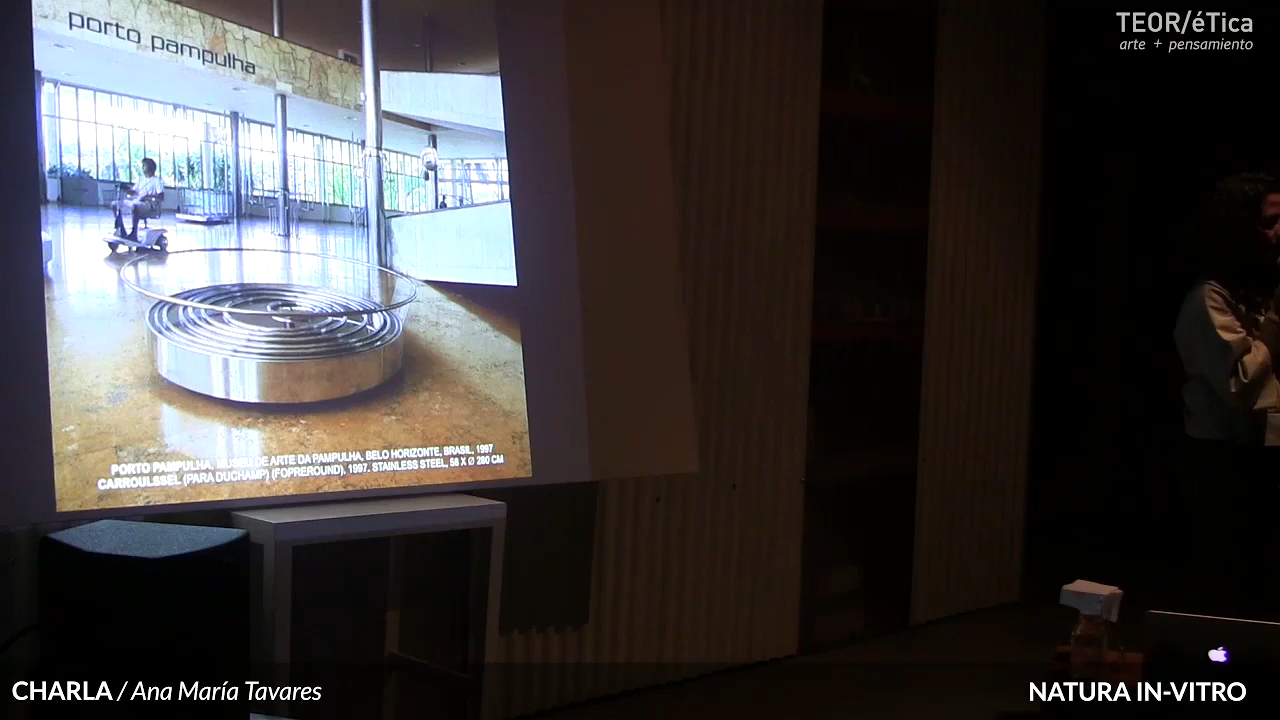 TEOR/éTica
arte + pensamiento
porto pampulha
PORTO PAMPULHA, MUSEU DE ARTE DA PAMPULHA, BELO HORIZONTE, BRASIL, 1997
CARROULSSEL (PARA DUCHAMP) (FOPREROUND). 1997. STAINLESS STEEL, 58 X Ø 280 CM
CHARLA / Ana María Tavares
NATURA IN-VITRO